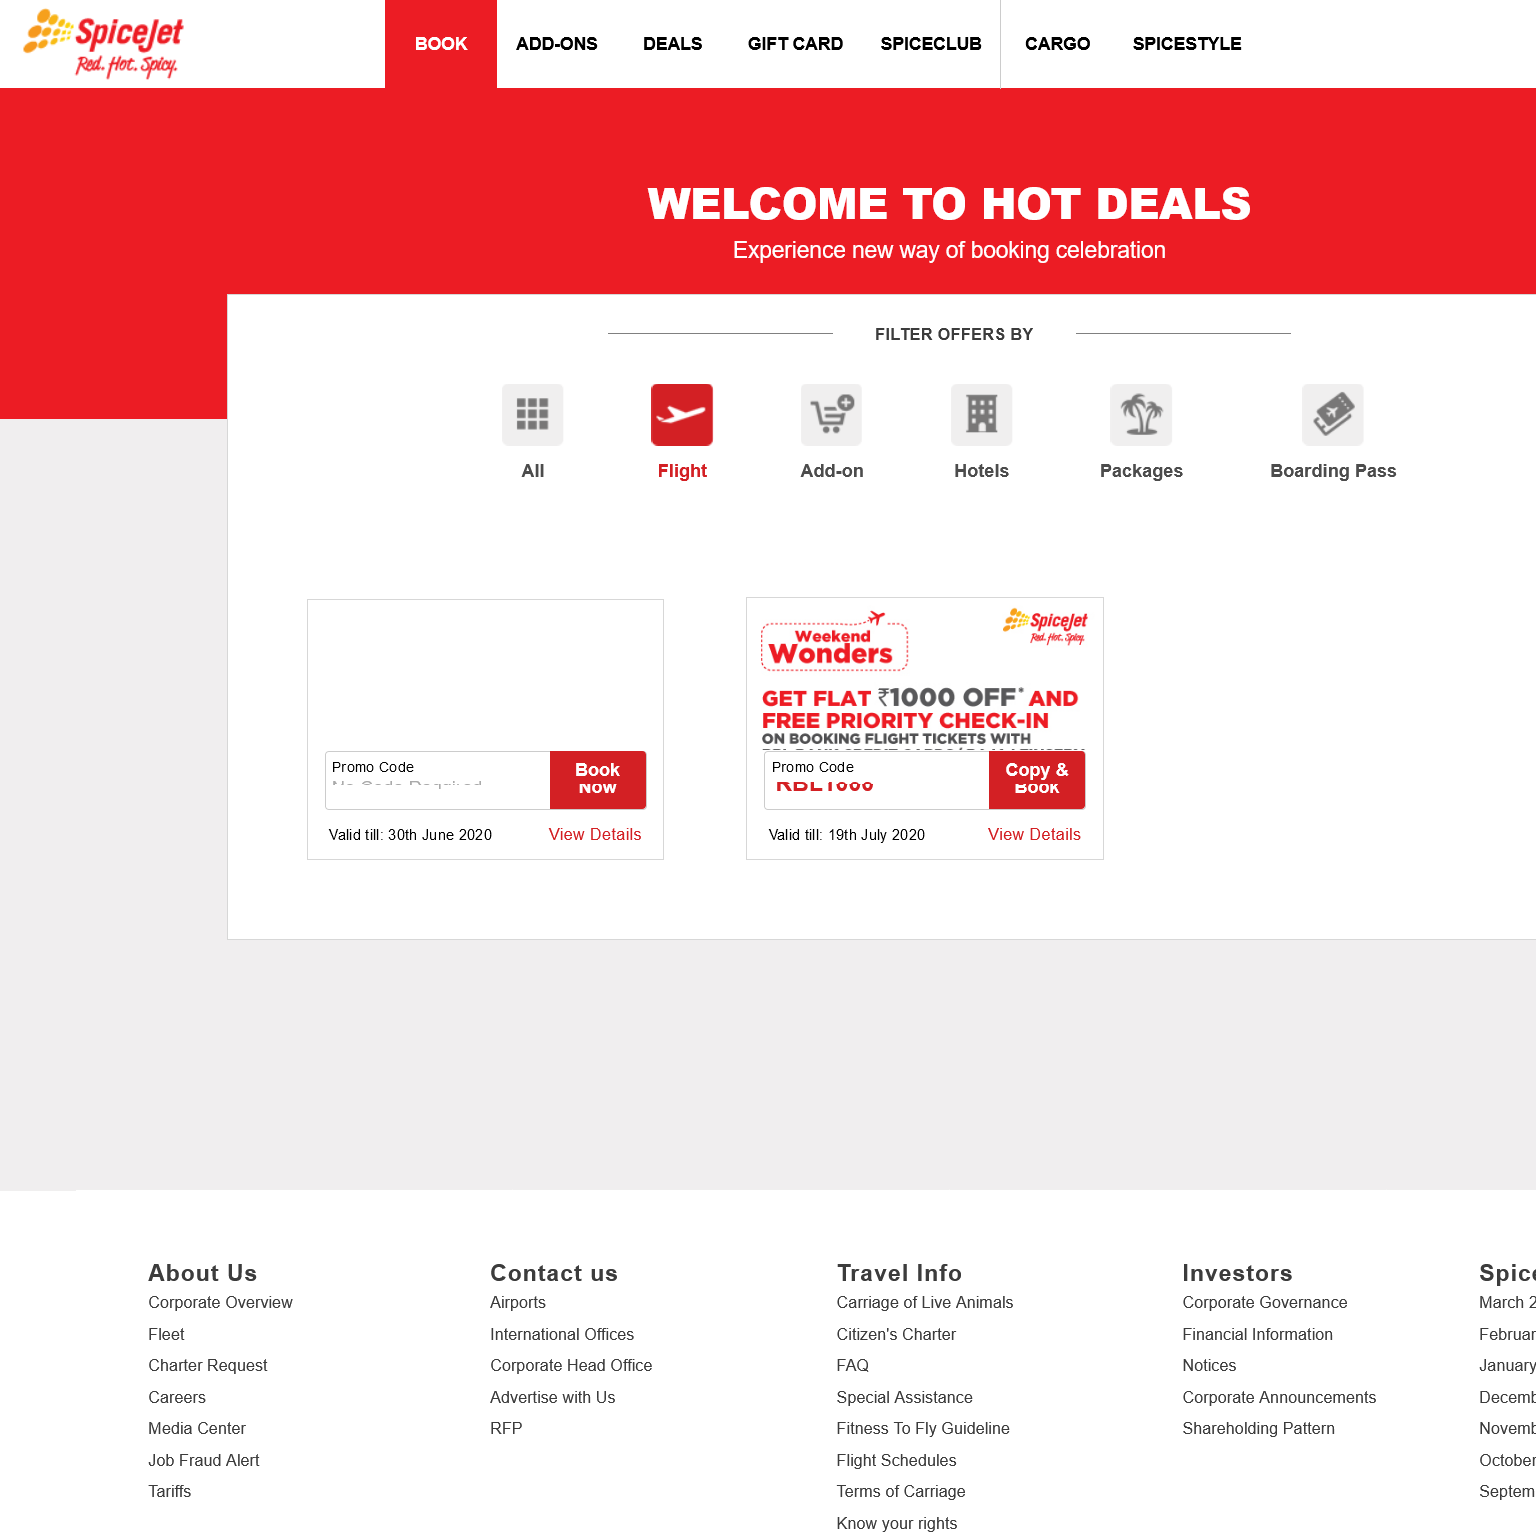 SpiceJet
Red. Hot. Spicy.
BOOK
ADD-ONS
DEALS
GIFT CARD
SPICECLUB
CARGO
SPICESTYLE
WELCOME TO HOT DEALS
Experience new way of booking celebration
FILTER OFFERS BY
All
Flight
Add-on
Hotels
Packages
Boarding Pass
Promo Code
No Code Required
Book
Now
Valid till: 30th June 2020
View Details
Weekend
Wonders
SpiceJet
Red. Hot. Spicy.
GET FLAT ₹1000 OFF* AND
FREE PRIORITY CHECK-IN
ON BOOKING FLIGHT TICKETS WITH
Promo Code
Copy &
Book
Valid till: 19th July 2020
View Details
About Us
Corporate Overview
Fleet
Charter Request
Careers
Media Center
Job Fraud Alert
Tariffs
Contact us
Airports
International Offices
Corporate Head Office
Advertise with Us
RFP
Travel Info
Carriage of Live Animals
Citizen's Charter
FAQ
Special Assistance
Fitness To Fly Guideline
Flight Schedules
Terms of Carriage
Know your rights
Investors
Corporate Governance
Financial Information
Notices
Corporate Announcements
Shareholding Pattern
Spic
March 2
Februar
January
Decemb
Novemb
October
Septem